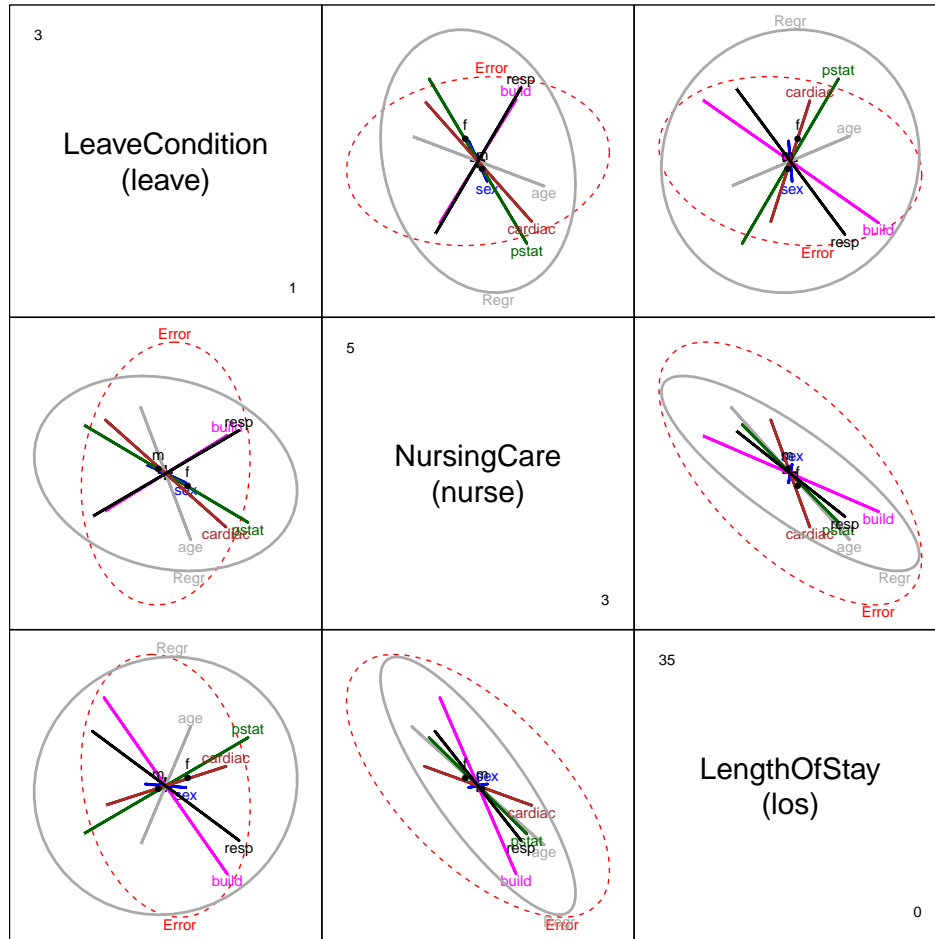 3
LeaveCondition
(leave)
1
Error
resp
build
f
m
sex
age
cardiac
pstat
Regr
Regr
pstat
cardiac
f
age
m
sex
resp
build
Error
Error
resp
build
m
f
sex
cardiac
pstat
age
Regr
5
NursingCare
(nurse)
3
sex
m
f
build
resp
cardiac
pstat
age
Regr
Error
Regr
age
pstat
cardiac
m
f
sex
resp
build
Error
f
m
sex
cardiac
pstat
resp
age
build
Error
Regr
35
LengthOfStay
(los)
0